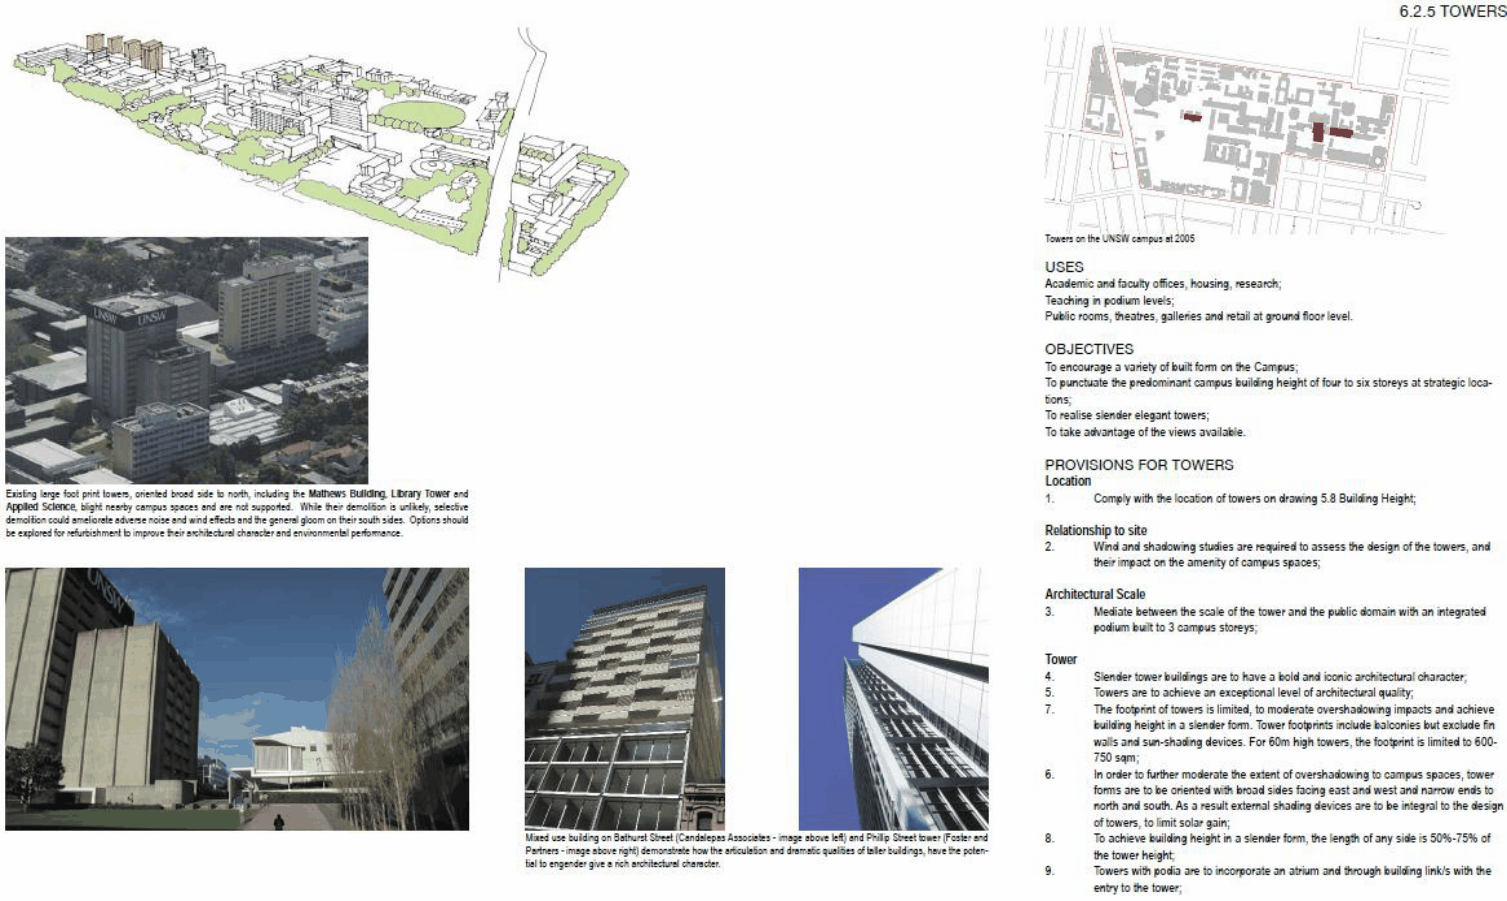 6.2.5 TOWERS
UNSW
UNSW
Existing large foot print towers, oriented broad side to north, including the Mathews Building, Library Tower and
Applied Science, blight nearby campus spaces and are not supported. While their demolition is unlikely, selective
demolition could ameliorate adverse noise and wind effects and the general gloom on their south sides. Options should
be explored for refurbishment to improve their architectural character and environmental performance.
UNSW
Mixed use building on Bathurst Street (Candalepas Associates - image above left) and Phillip Street tower (Foster and
Partners - image above right) demonstrate how the articulation and dramatic qualities of taller buildings, have the poten-
tial to engender give a rich architectural character.
Towers on the UNSW campus at 2005
USES
Academic and faculty offices, housing, research;
Teaching in podium levels;
Public rooms, theatres, galleries and retail at ground floor level.
OBJECTIVES
To encourage a variety of built form on the Campus;
To punctuate the predominant campus building height of four to six storeys at strategic loca-
tions;
To realise slender elegant towers;
To take advantage of the views available.
PROVISIONS FOR TOWERS
Location
1. Comply with the location of towers on drawing 5.8 Building Height;
Relationship to site
2. Wind and shadowing studies are required to assess the design of the towers, and
their impact on the amenity of campus spaces;
Architectural Scale
3. Mediate between the scale of the tower and the public domain with an integrated
podium built to 3 campus storeys;
Tower
4. Slender tower buildings are to have a bold and iconic architectural character;
5. Towers are to achieve an exceptional level of architectural quality;
7. The footprint of towers is limited, to moderate overshadowing impacts and achieve
building height in a slender form. Tower footprints include balconies but exclude fin
walls and sun-shading devices. For 60m high towers, the footprint is limited to 600-
750 sqm;
6. In order to further moderate the extent of overshadowing to campus spaces, tower
forms are to be oriented with broad sides facing east and west and narrow ends to
north and south. As a result external shading devices are to be integral to the design
of towers, to limit solar gain;
8. To achieve building height in a slender form, the length of any side is 50%-75% of
the tower height;
9. Towers with podia are to incorporate an atrium and through building link/s with the
entry to the tower;